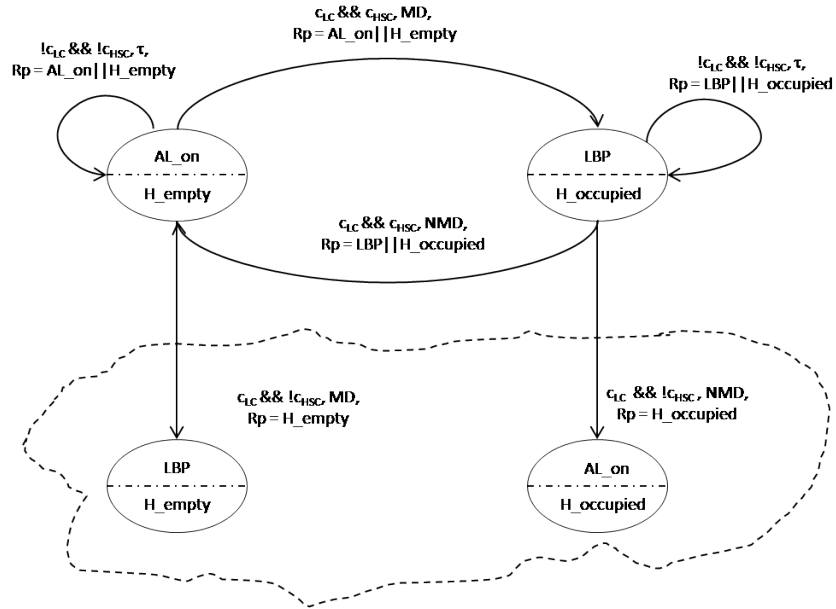 c_LC && c_HSC, MD,
Rp = AL_on||H_empty
!c_LC && !c_HSC, τ,
Rp = AL_on||H_empty
!c_LC && !c_HSC, τ,
Rp = LBP||H_occupied
AL_on
H_empty
LBP
H_occupied
c_LC && c_HSC, NMD,
Rp = LBP||H_occupied
c_LC && !c_HSC, MD,
Rp = H_empty
c_LC && !c_HSC, NMD,
Rp = H_occupied
LBP
H_empty
AL_on
H_occupied